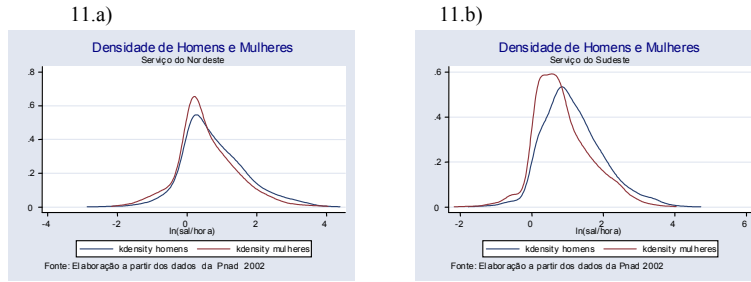 11.a)
11.b)
Densidade de Homens e Mulheres
Serviço do Nordeste
.8
.6
.4
.2
0
-4
-2
0
2
4
ln(sal/hora)
kdensity homens
kdensity mulheres
Fonte: Elaboração a partir dos dados da Pnad 2002
Densidade de Homens e Mulheres
Serviço do Sudeste
.6
.4
.2
0
-2
0
2
4
6
ln(sal/hora)
kdensity homens
kdensity mulheres
Fonte: Elaboração a partir dos dados da Pnad 2002